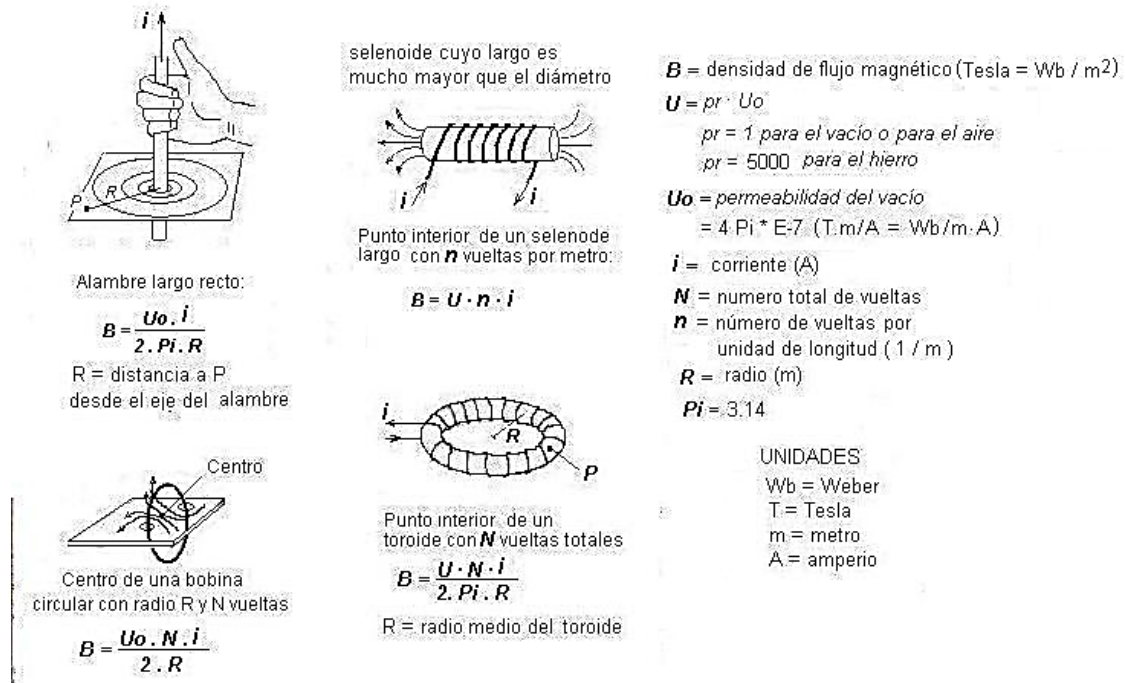 i
R
P
Alambre largo recto:
B = Uo . i / 2 . Pi . R
R = distancia a P
desde el eje del alambre
Centro
Centro de una bobina
circular con radio R y N vueltas
B = Uo . N . i / 2 . R
selenoide cuyo largo es
mucho mayor que el diámetro
i
i
Punto interior de un selenode
largo con n vueltas por metro:
B = U · n · i
i
R
P
Punto interior de un
toroide con N vueltas totales
B = U · N · i / 2. Pi . R
R = radio medio del toroide
B = densidad de flujo magnético (Tesla = Wb / m2)
U = pr · Uo
pr = 1 para el vacío o para el aire
pr = 5000 para el hierro
Uo = permeabilidad del vacío
= 4 Pi * E-7 (T.m/A = Wb/m·A)
i = corriente (A)
N = numero total de vueltas
n = número de vueltas por
unidad de longitud ( 1 / m )
R = radio (m)
Pi = 3.14
UNIDADES
Wb = Weber
T = Tesla
m = metro
A = amperio